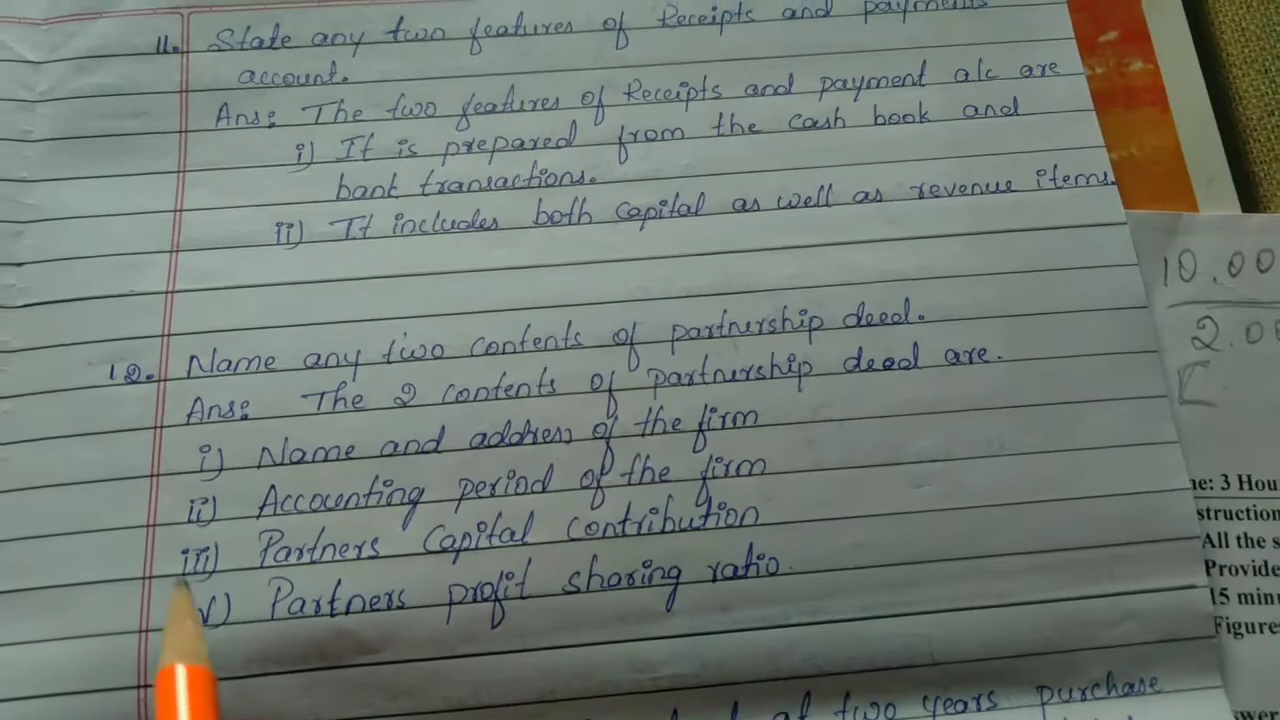 11. State any two features of Receipts and payments
account.
Ans: The two features of Receipts and payment a/c are
i) It is prepared from the cash book and
bank transactions.
ii) It includes both capital as well as revenue items.
12. Name any two contents of partnership deed.
Ans: The 2 contents of partnership deed are.
i) Name and address of the firm
ii) Accounting period of the firm
iii) Partners Capital contribution
v) Partners profit sharing ratio.
of two years purchase
10.00
2.0
[
ne: 3 Hou
struction
All the s
Provide
15 min
Figure
swer